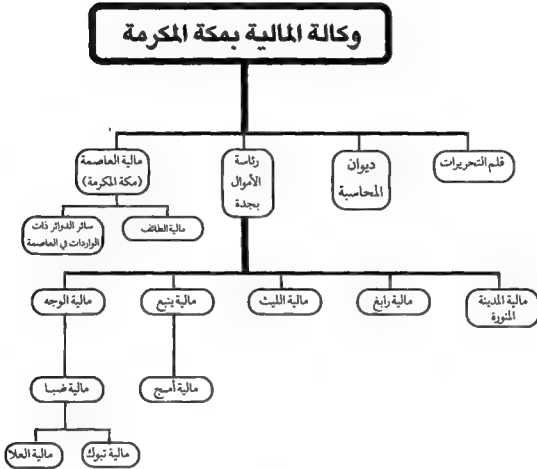 وكالة المالية بمكة المكرمة
قلم التحريرات
ديوان
المحاسبة
رئاسة
الأموال
بجدة
مالية العاصمة
(مكة المكرمة)
مالية الطائف
سائر الدوائر ذات
الواردات في العاصمة
مالية المدينة
المنورة
مالية رابغ
مالية الليث
مالية ينبع
مالية الوجه
مالية أمج
مالية ضبا
مالية تبوك
مالية العلا